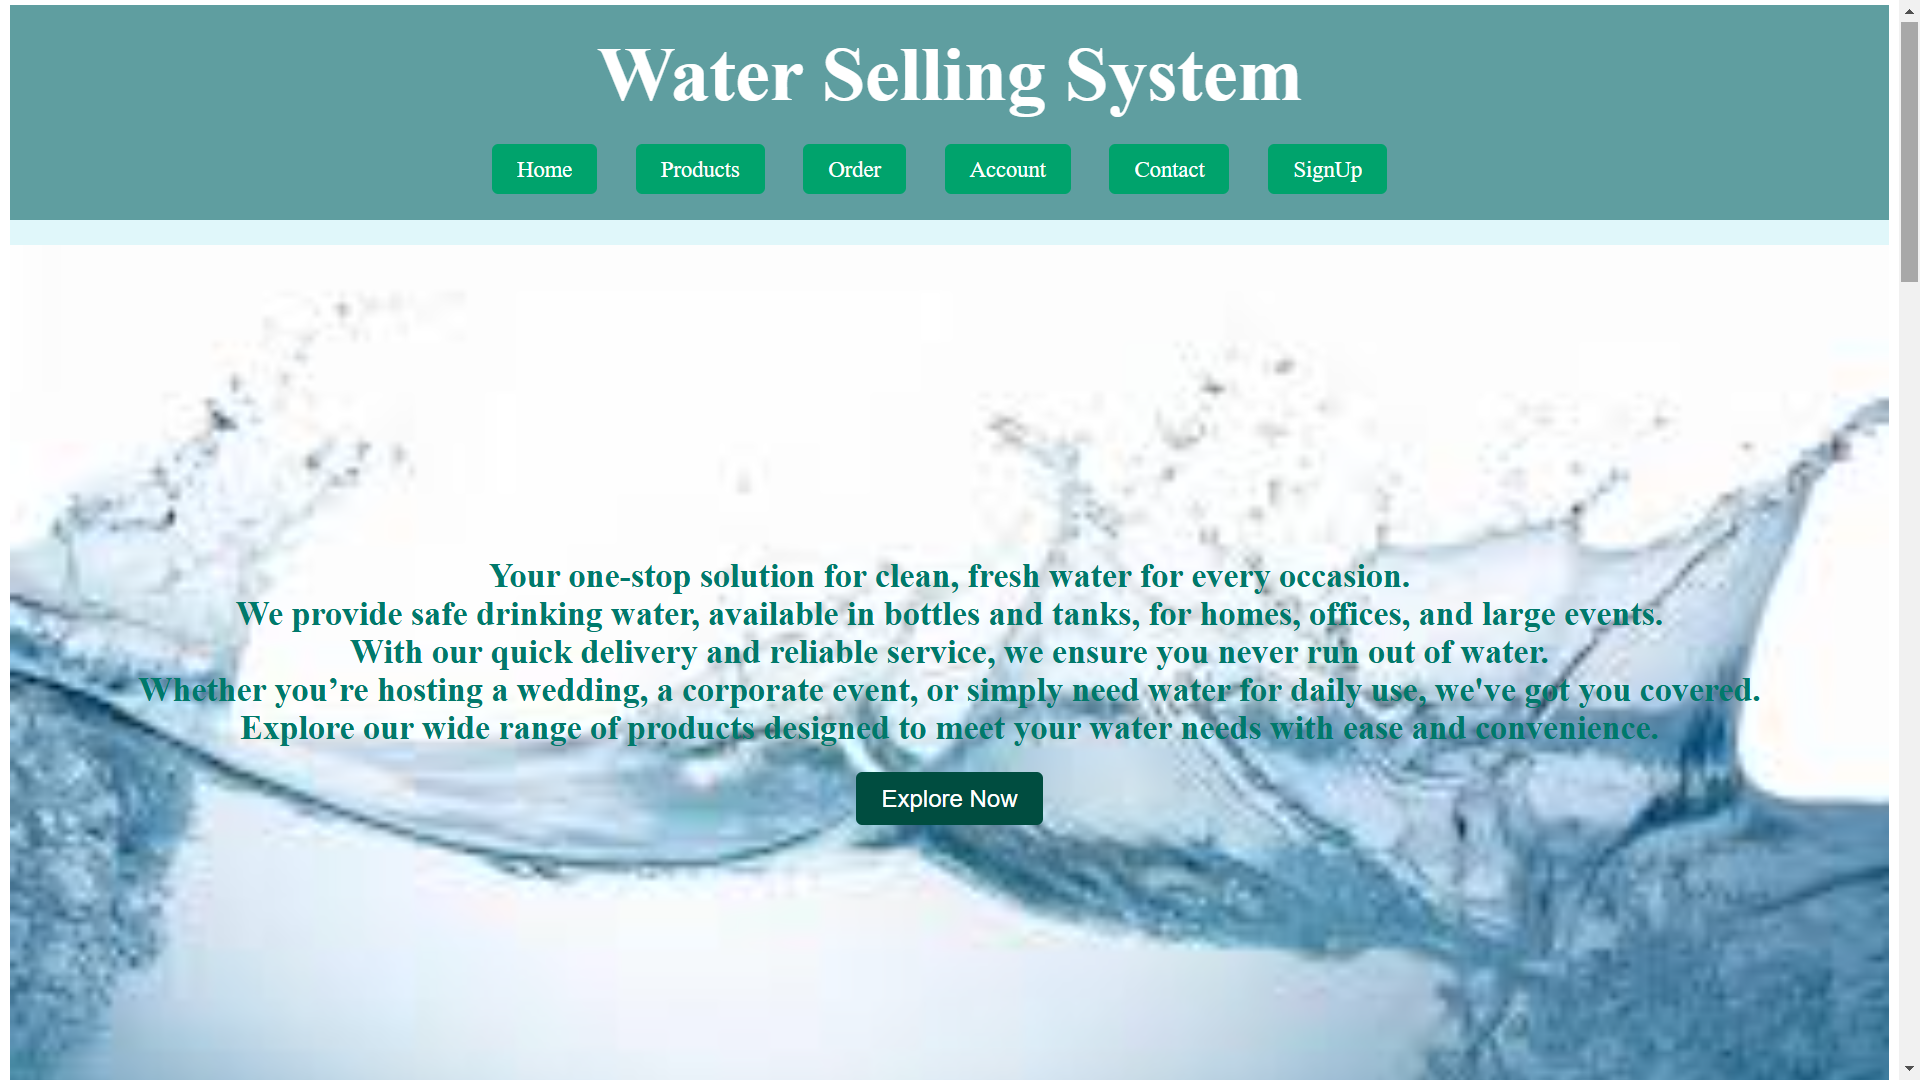 Water Selling System
Home Products Order Account Contact SignUp
Your one-stop solution for clean, fresh water for every occasion.
We provide safe drinking water, available in bottles and tanks, for homes, offices, and large events.
With our quick delivery and reliable service, we ensure you never run out of water.
Whether you’re hosting a wedding, a corporate event, or simply need water for daily use, we've got you covered.
Explore our wide range of products designed to meet your water needs with ease and convenience.
Explore Now